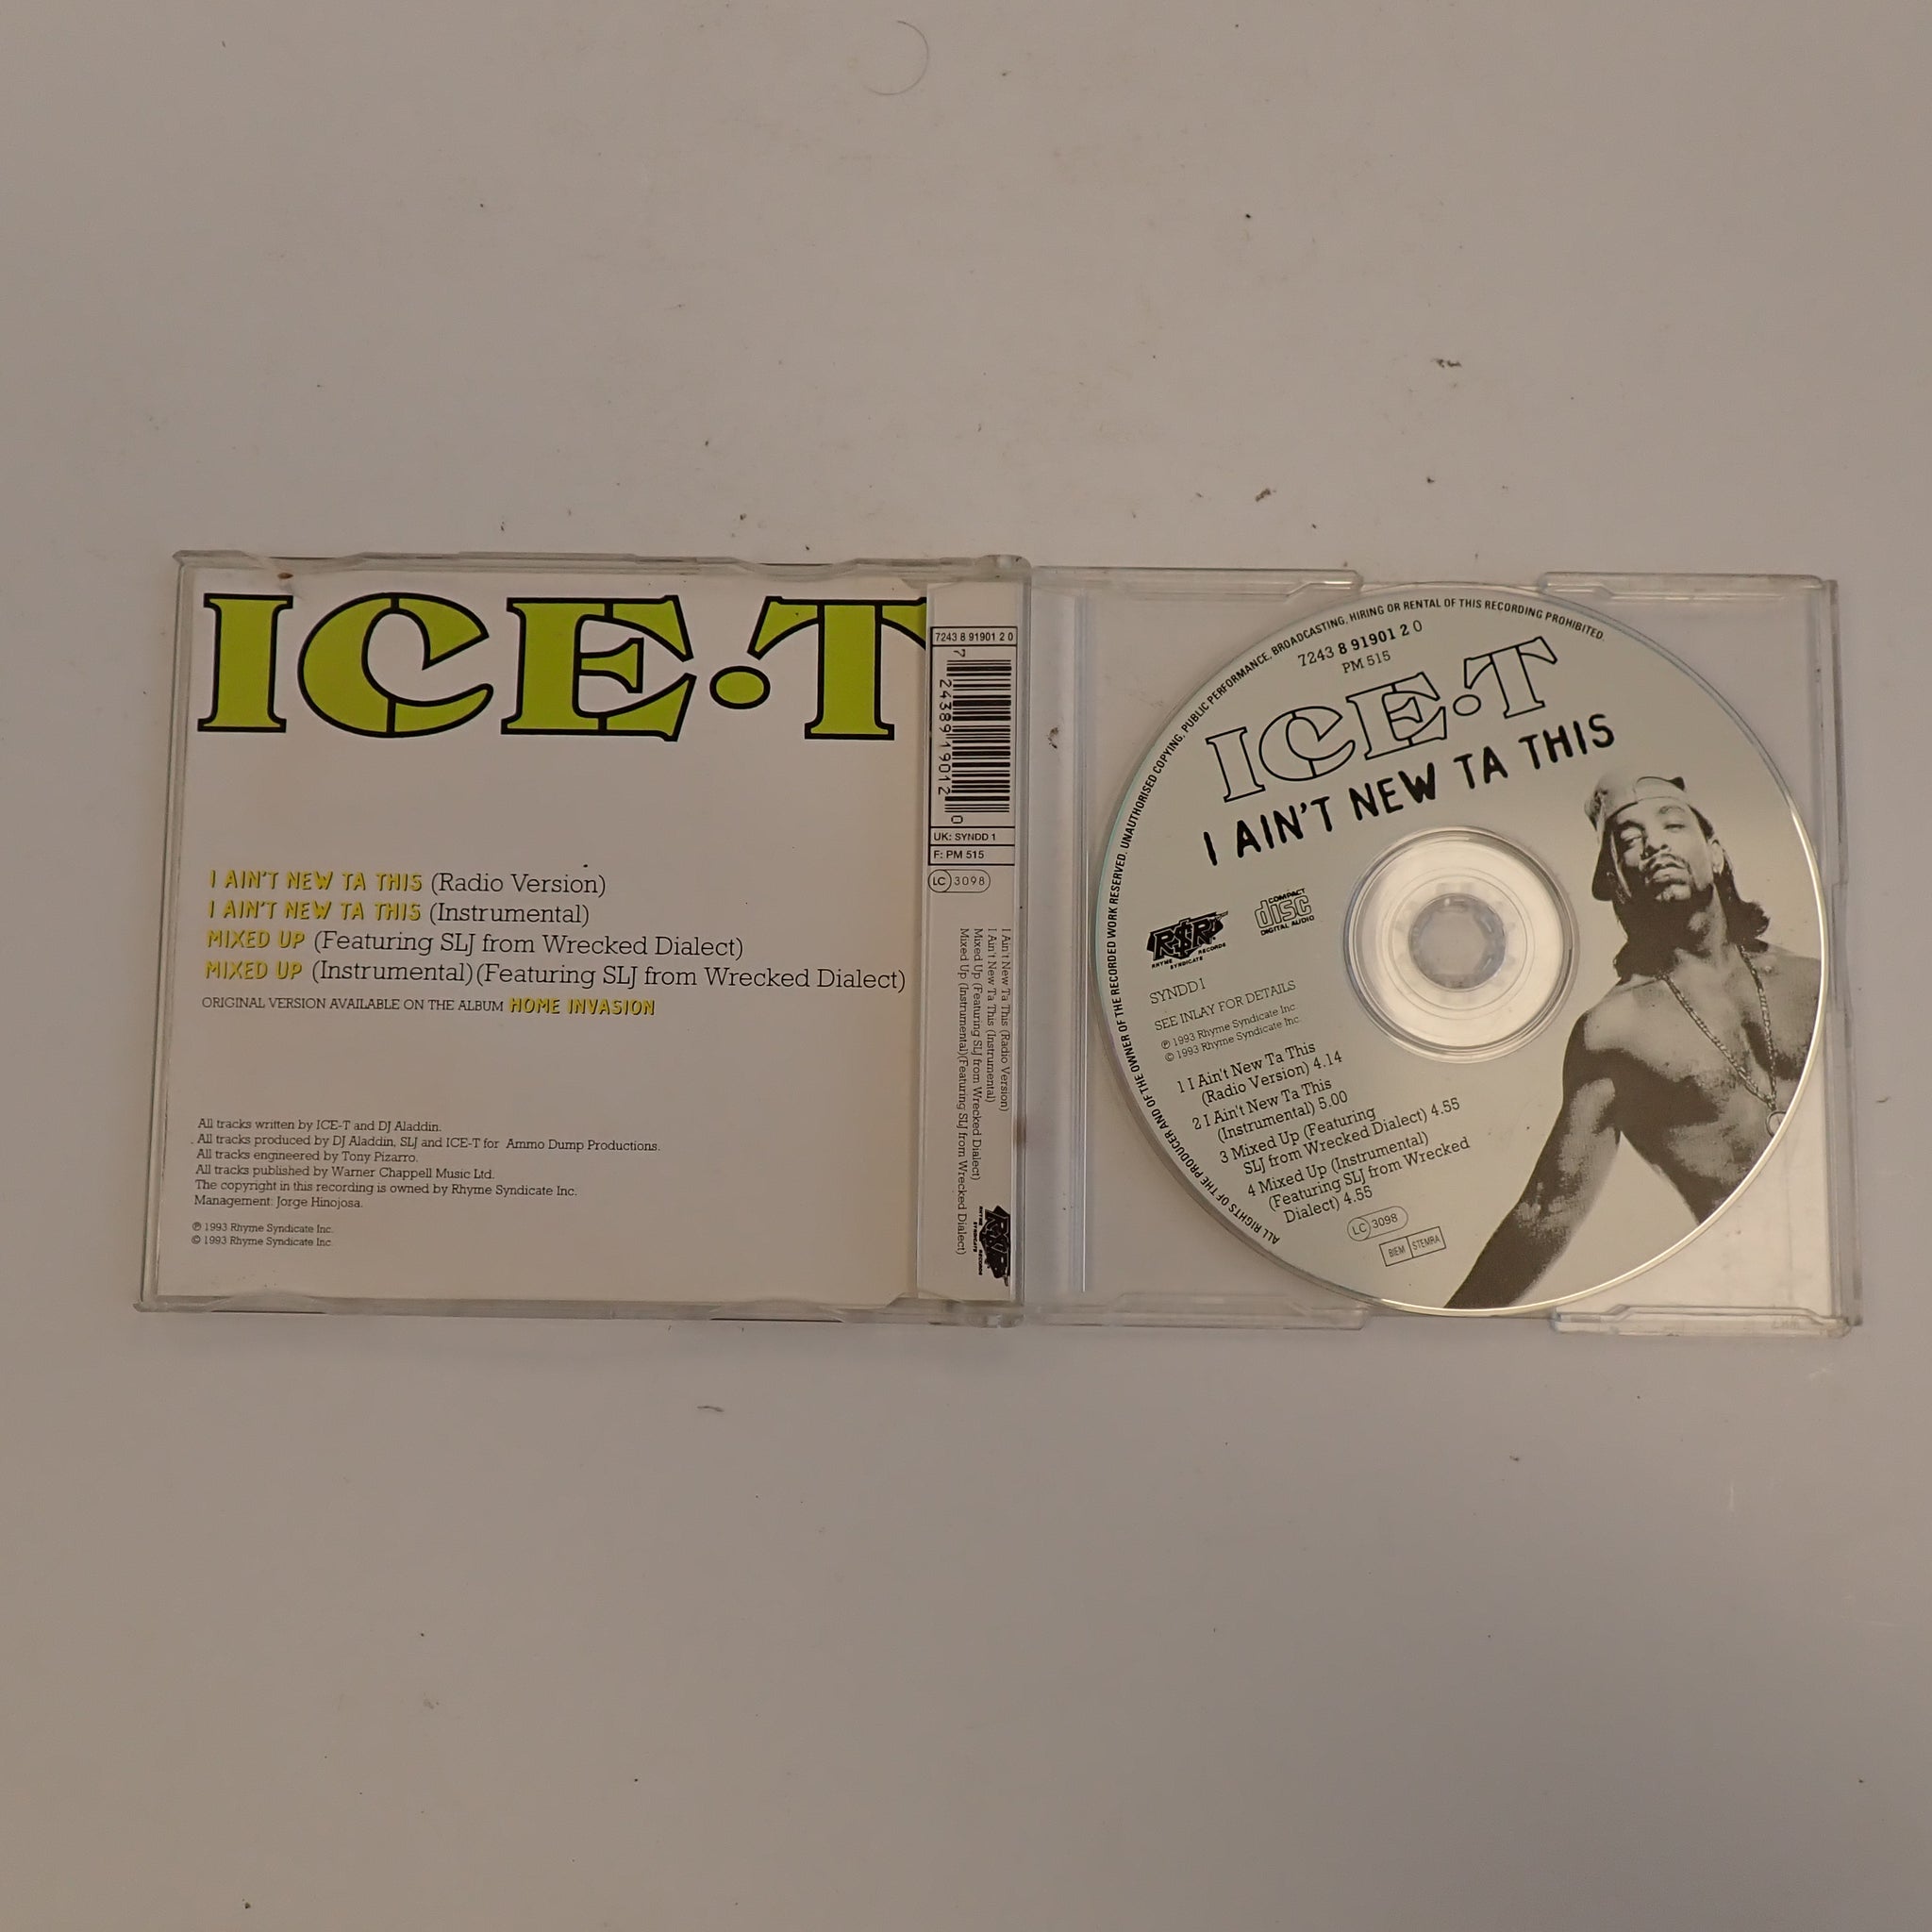 ICE·T
I AIN'T NEW TA THIS (Radio Version)
I AIN'T NEW TA THIS (Instrumental)
MIXED UP (Featuring SLJ from Wrecked Dialect)
MIXED UP (Instrumental)(Featuring SLJ from Wrecked Dialect)
ORIGINAL VERSION AVAILABLE ON THE ALBUM HOME INVASION
All tracks written by ICE-T and DJ Aladdin.
All tracks produced by DJ Aladdin, SLJ and ICE-T for Ammo Dump Productions.
All tracks engineered by Tony Pizarro.
All tracks published by Warner Chappell Music Ltd.
The copyright in this recording is owned by Rhyme Syndicate Inc.
Management: Jorge Hinojosa.
℗ 1993 Rhyme Syndicate Inc.
© 1993 Rhyme Syndicate Inc
7243 8 91901 2 0
7 24389 19012 0
UK: SYNDD 1
F: PM 515
LC 3098
I Ain't New Ta This (Radio Version)
I Ain't New Ta This (Instrumental)
Mixed Up (Featuring SLJ from Wrecked Dialect)
Mixed Up (Instrumental)(Featuring SLJ from Wrecked Dialect)
RHYME SYNDICATE RECORDS
ALL RIGHTS OF THE PRODUCER AND OF THE OWNER OF THE RECORDED WORK RESERVED. UNAUTHORISED COPYING, PUBLIC PERFORMANCE, BROADCASTING, HIRING OR RENTAL OF THIS RECORDING PROHIBITED.
7243 8 91901 2 0
PM 515
ICE·T
I AIN'T NEW TA THIS
R$R
RHYME SYNDICATE RECORDS
COMPACT
disc
DIGITAL AUDIO
SYNDD1
SEE INLAY FOR DETAILS
℗ 1993 Rhyme Syndicate Inc
© 1993 Rhyme Syndicate Inc
1 I Ain't New Ta This
(Radio Version) 4.14
2 I Ain't New Ta This
(Instrumental) 5.00
3 Mixed Up (Featuring
SLJ from Wrecked Dialect) 4.55
4 Mixed Up (Instrumental)
(Featuring SLJ from Wrecked
Dialect) 4.55
LC 3098
BIEM STEMRA